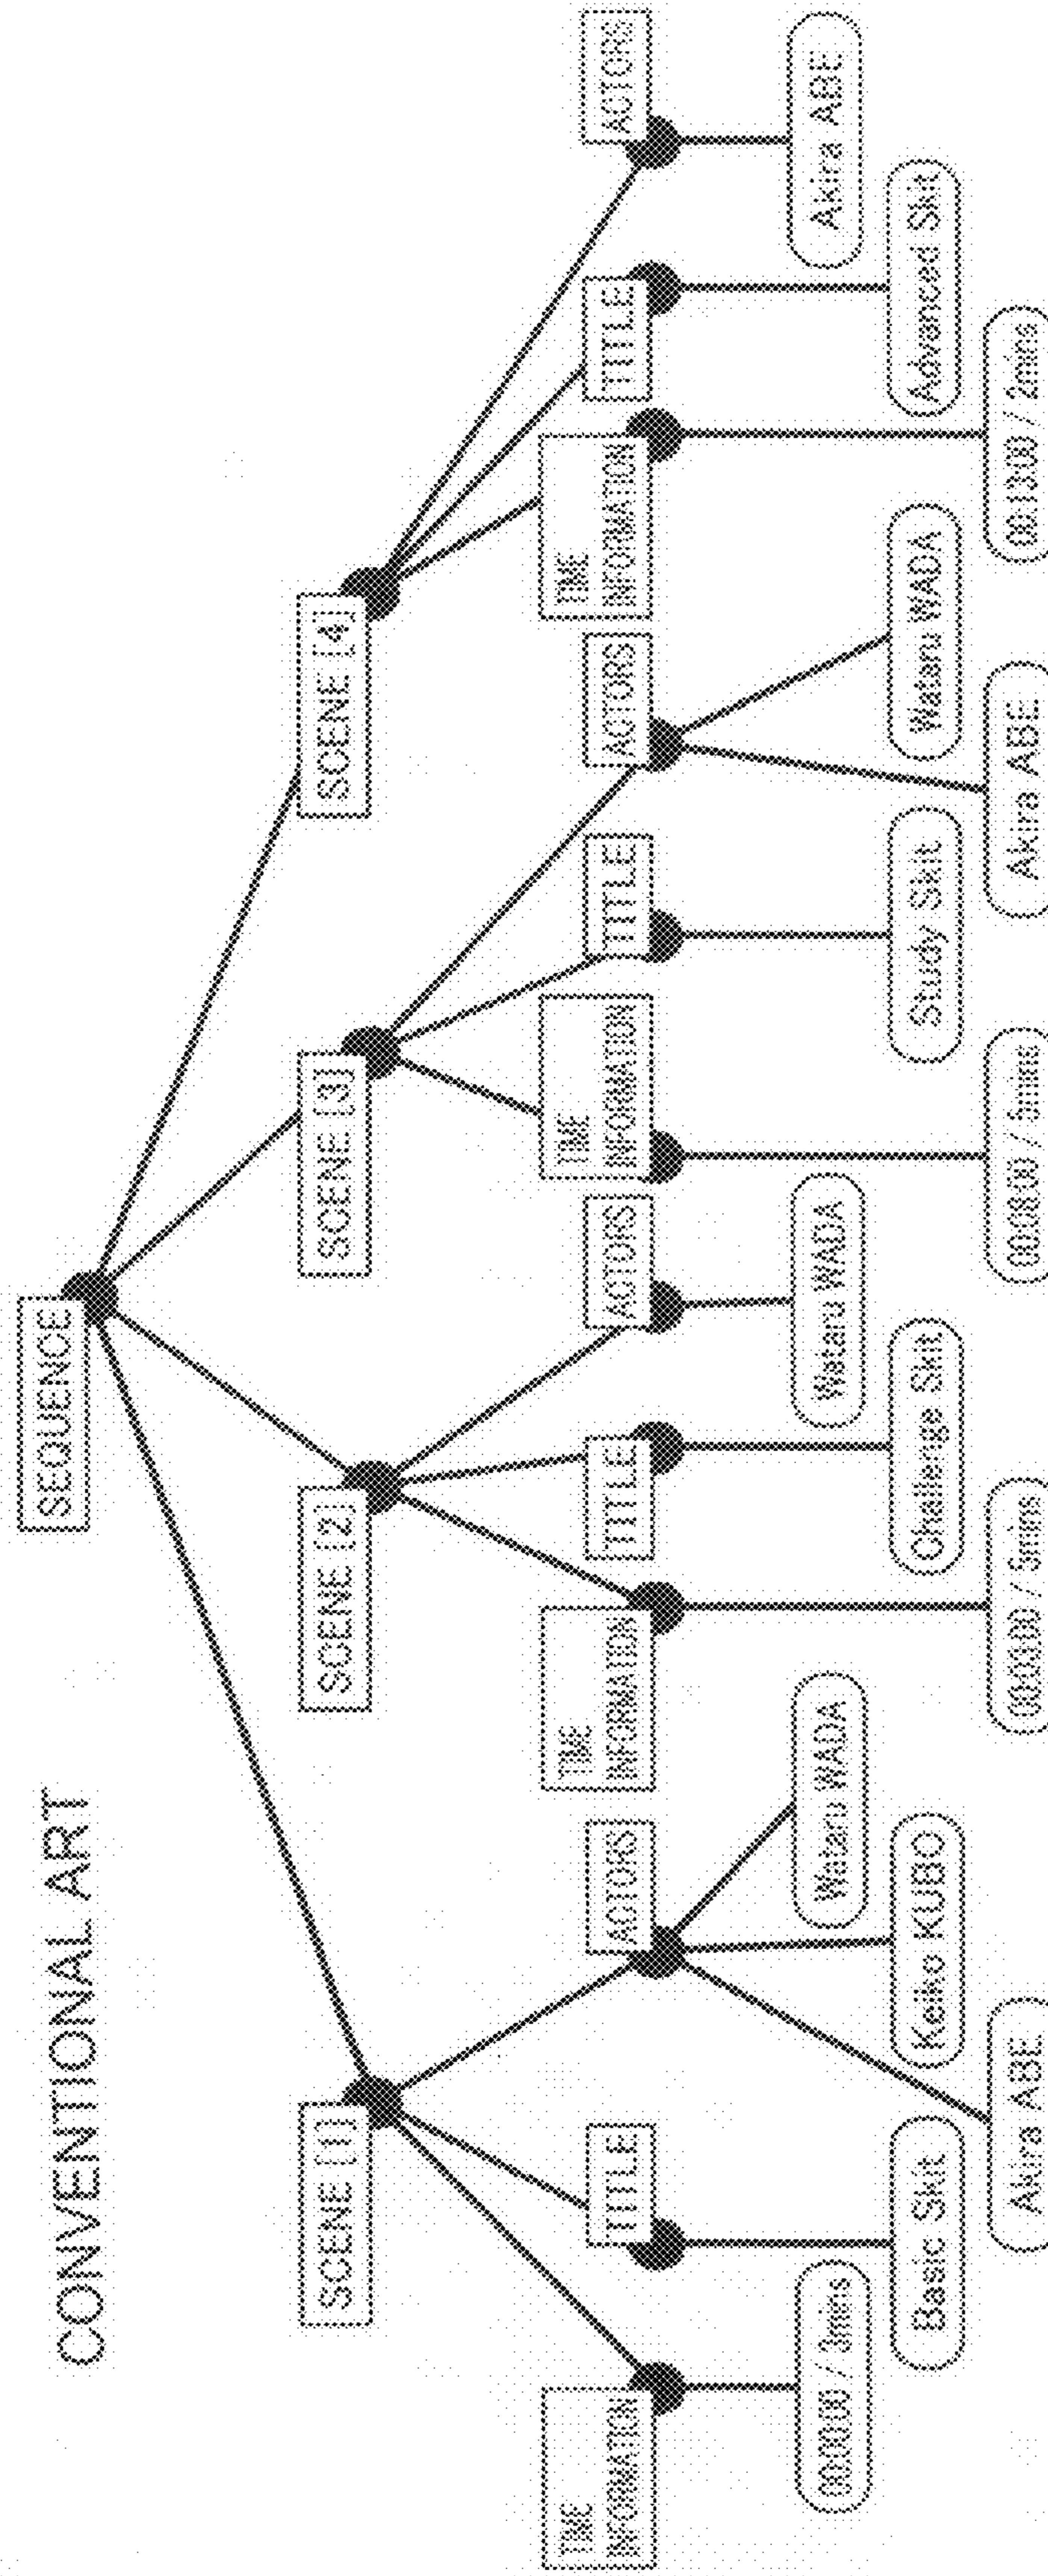 CONVENTIONAL ART
SEQUENCE
SCENE [1]
SCENE [2]
SCENE [3]
SCENE [4]
TIME
INFORMATION
TITLE
ACTORS
TIME
INFORMATION
TITLE
ACTORS
TIME
INFORMATION
TITLE
ACTORS
TIME
INFORMATION
TITLE
ACTORS
00:00:00 / 3mins
Wataru WADA
Wataru WADA
Akira ABE
Basic Skit
Keiko KUBO
Challenge Skit
Study Skit
Wataru WADA
Advanced Skit
Akira ABE
/ 5mins
00:08:00 / 5mins
Akira ABE
00:13:00 / 2mins